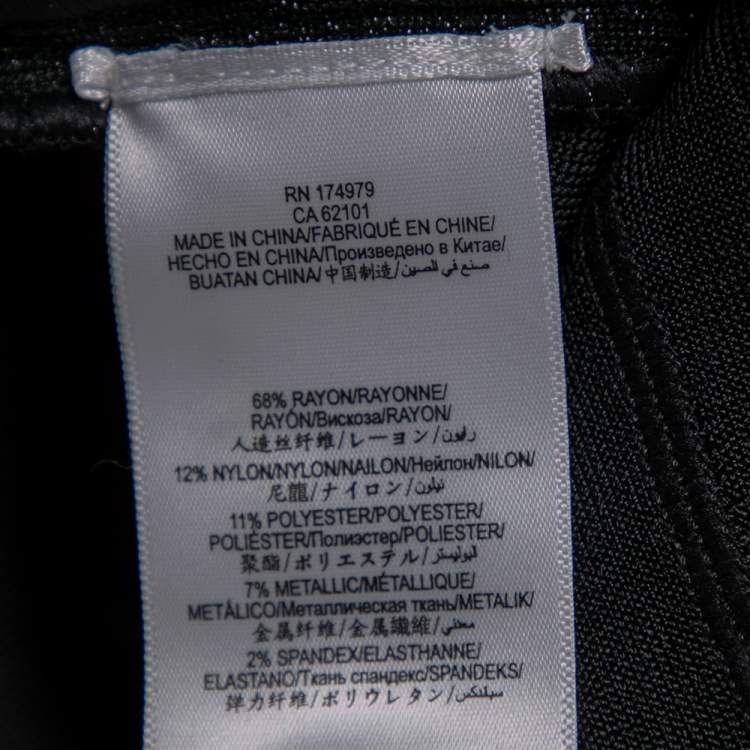 RN 174979
CA 62101
MADE IN CHINA/FABRIQUÉ EN CHINE/
HECHO EN CHINA/Произведено в Китае/
BUATAN CHINA/中国制造/صنع في الصين
68% RAYON/RAYONNE/
RAYÓN/Вискоза/RAYON/
人造丝纤维/レーヨン/رايون
12% NYLON/NYLON/NAILON/Нейлон/NILON/
尼龍/ナイロン/نيلون
11% POLYESTER/POLYESTER/
POLIÉSTER/Полиэстер/POLIESTER/
聚酯/ポリエステル/البوليستر
7% METALLIC/MÉTALLIQUE/
METÁLICO/Металлическая ткань/METALIK/
金属纤维/金属繊維/معدني
2% SPANDEX/ELASTHANNE/
ELASTANO/Ткань спандекс/SPANDEKS/
弹力纤维/ポリウレタン/سبانדكس